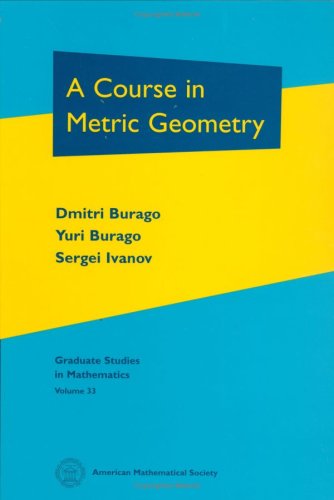 A Course in
Metric Geometry
Dmitri Burago
Yuri Burago
Sergei Ivanov
Graduate Studies
in Mathematics
Volume 33
American Mathematical Society